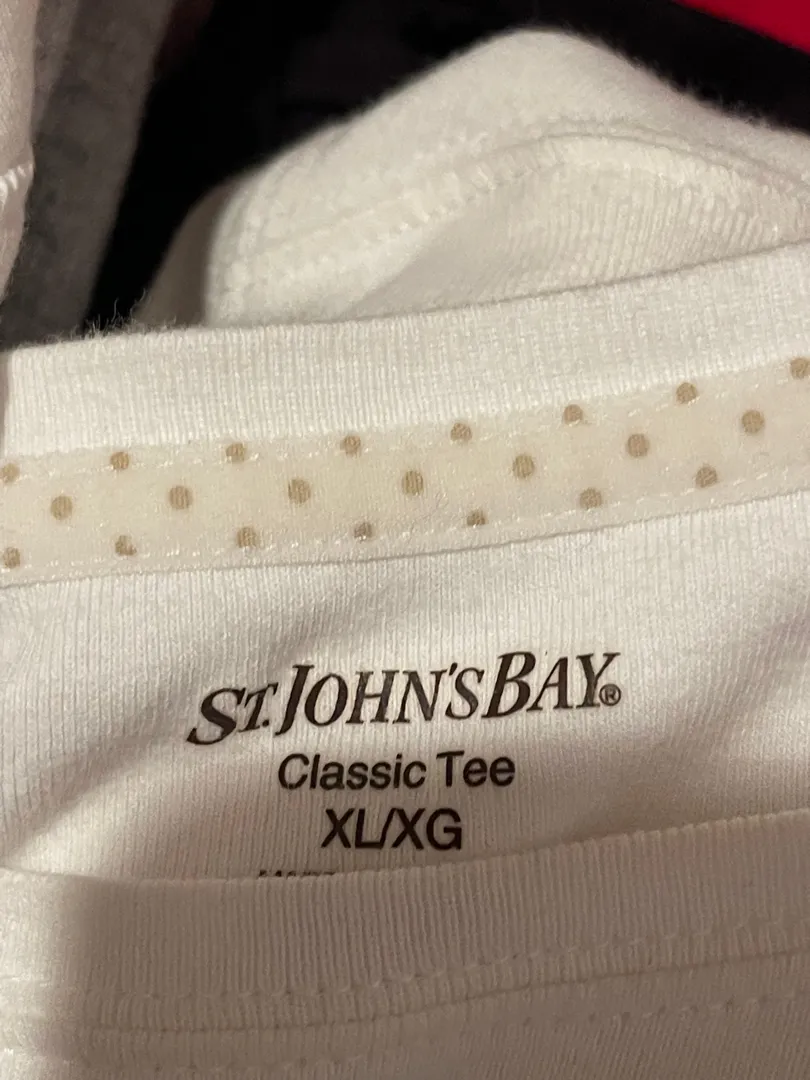 ST. JOHN'S BAY®
Classic Tee
XL/XG